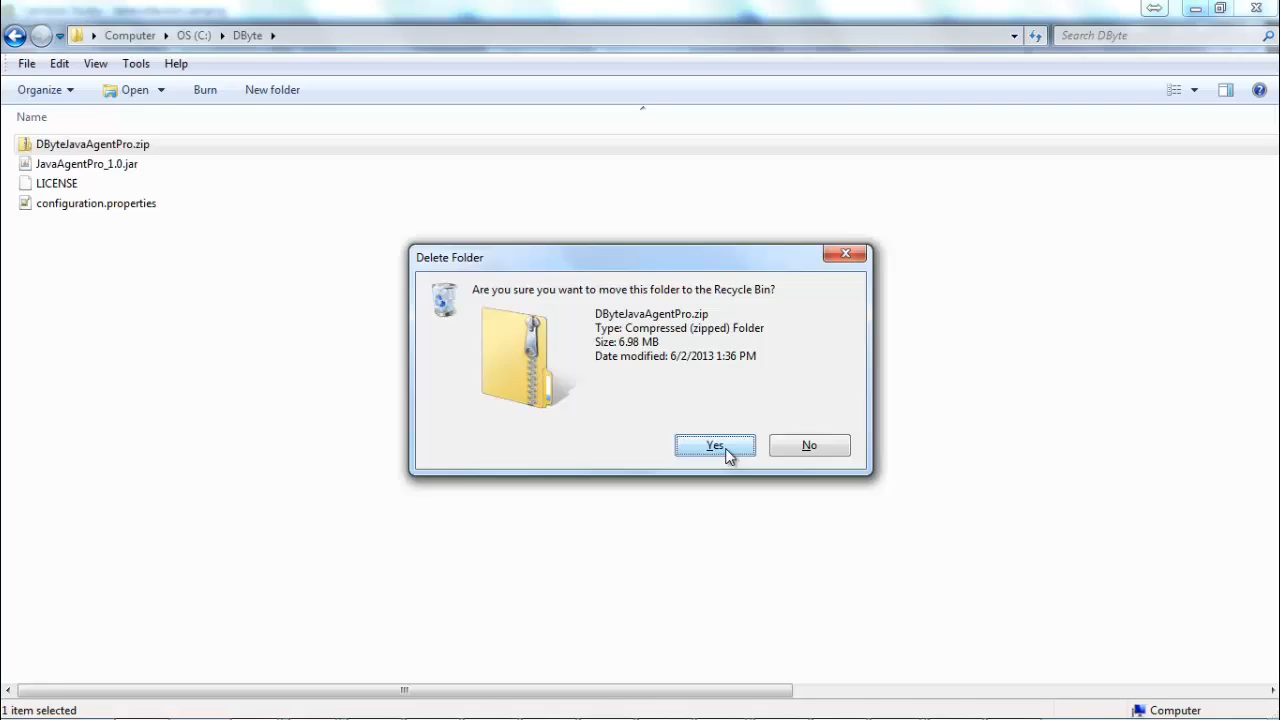 Computer OS (C:) DByte Search DByte
File Edit View Tools Help
Organize Open Burn New folder
Name
DByteJavaAgentPro.zip
JavaAgentPro_1.0.jar
LICENSE
configuration.properties
Delete Folder
Are you sure you want to move this folder to the Recycle Bin?
DByteJavaAgentPro.zip
Type: Compressed (zipped) Folder
Size: 6.98 MB
Date modified: 6/2/2013 1:36 PM
Yes No
1 item selected Computer